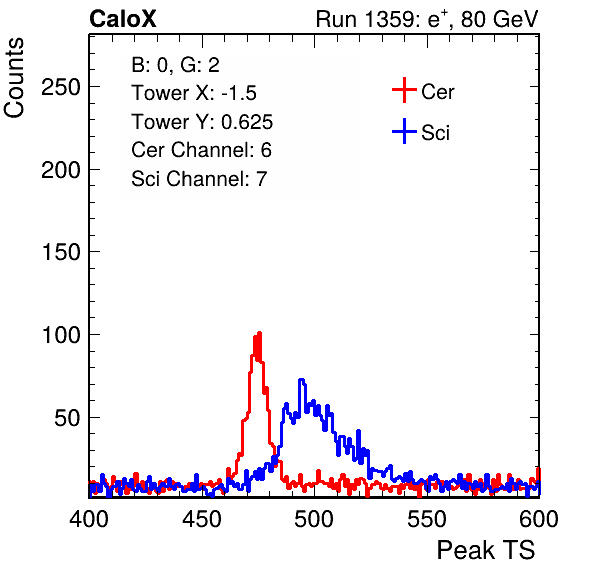 CaloX Run 1359: e⁺, 80 GeV
Counts
B: 0, G: 2
Tower X: -1.5
Tower Y: 0.625
Cer Channel: 6
Sci Channel: 7
Cer
Sci
250
200
150
100
50
400 450 500 550 600
Peak TS